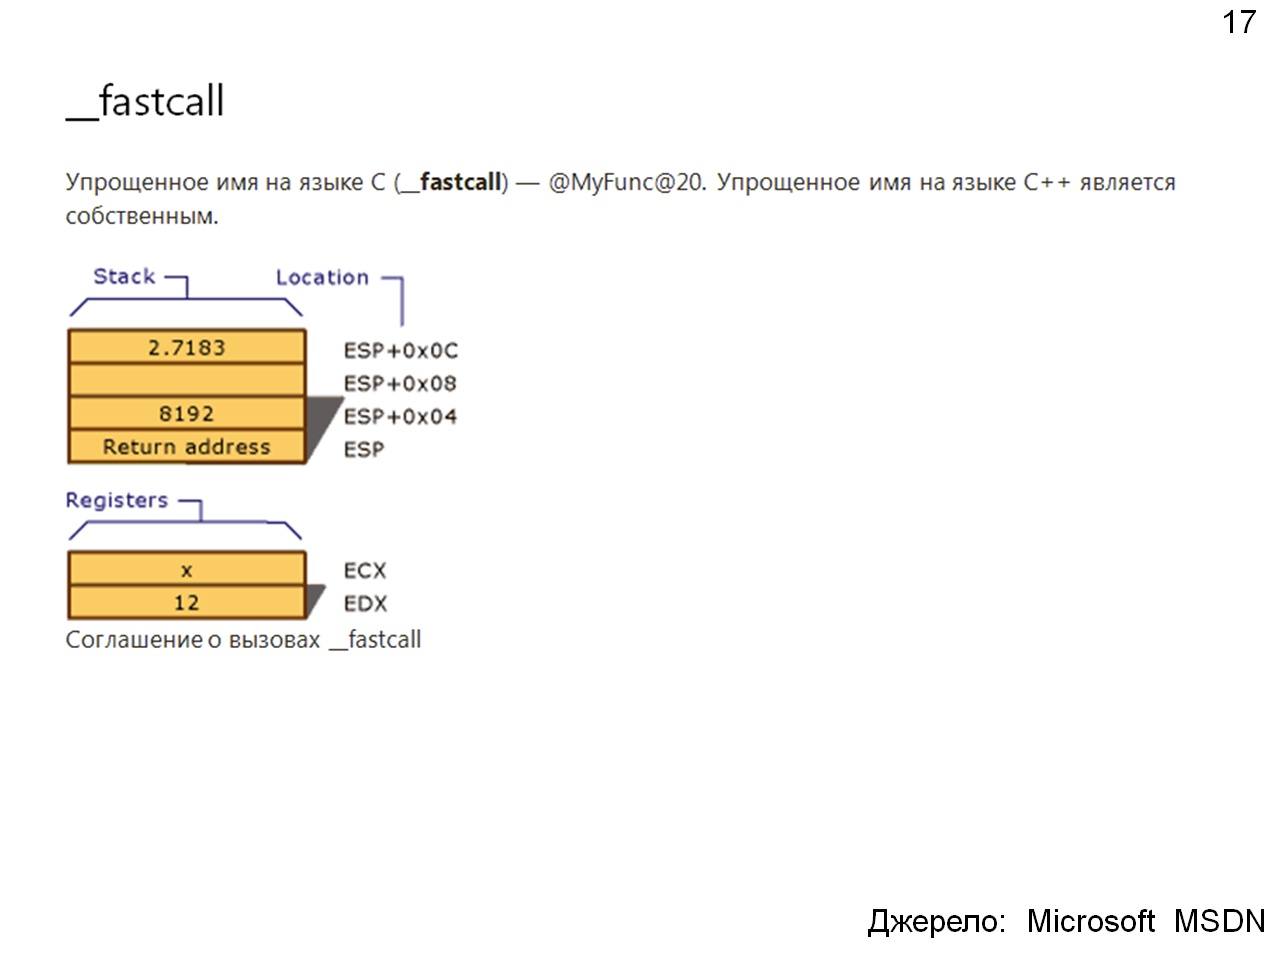 17
__fastcall
Упрощенное имя на языке C (__fastcall) — @MyFunc@20. Упрощенное имя на языке C++ является
собственным.
Stack
Location
2.7183
ESP+0x0C
ESP+0x08
8192
ESP+0x04
Return address
ESP
Registers
x
ECX
12
EDX
Соглашение о вызовах __fastcall
Джерело: Microsoft MSDN